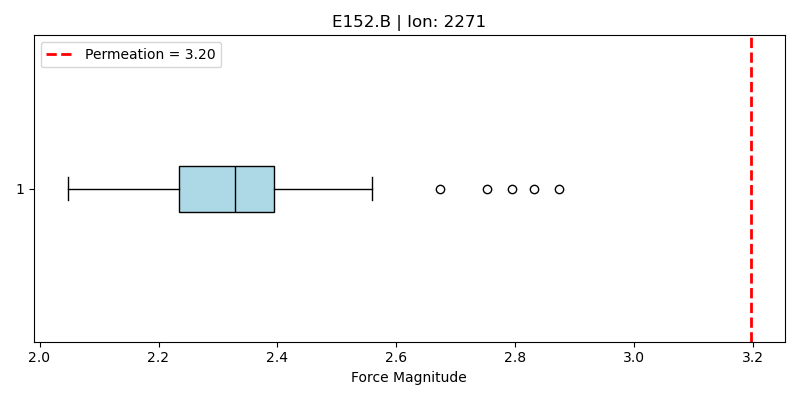 E152.B | Ion: 2271
Permeation = 3.20
1
2.0 2.2 2.4 2.6 2.8 3.0 3.2
Force Magnitude